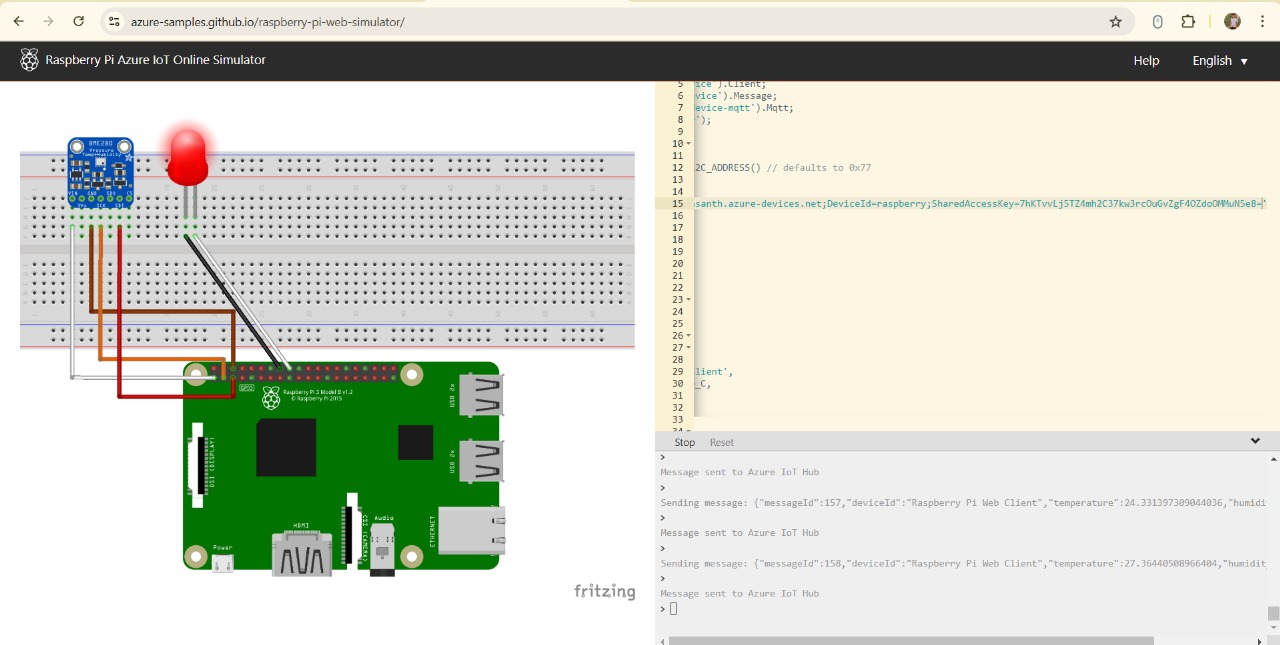 azure-samples.github.io/raspberry-pi-web-simulator/
Raspberry Pi Azure IoT Online Simulator
Help
English
BME280
Pressure
Temp+Humidity
VIN
GND
SDO
CS
3Vo
SCK
SDI
GPIO
Raspberry Pi 3 Model B v1.2
© Raspberry Pi 2015
USB 2x
USB 2x
DSI (DISPLAY)
CSI (CAMERA)
Audio
ETHERNET
HDMI
Power
fritzing
5 ice').Client;
6 vice').Message;
7 device-mqtt').Mqtt;
8 ');
9
10
11
12 2C_ADDRESS() // defaults to 0x77
13
14
15 asanth.azure-devices.net;DeviceId=raspberry;SharedAccessKey=7hKTvvLj5TZ4mh2C37kw3rcOuGvZgF4OZdoOMMuN5e8='
16
17
18
19
20
21
22
23
24
25
26
27
28
29 lient',
30 _C,
31
32
33
34
Stop Reset
>
Message sent to Azure IoT Hub
>
Sending message: {"messageId":157,"deviceId":"Raspberry Pi Web Client","temperature":24.331397309044036,"humidi
>
Message sent to Azure IoT Hub
>
Sending message: {"messageId":158,"deviceId":"Raspberry Pi Web Client","temperature":27.36440508966404,"humidit
>
Message sent to Azure IoT Hub
>